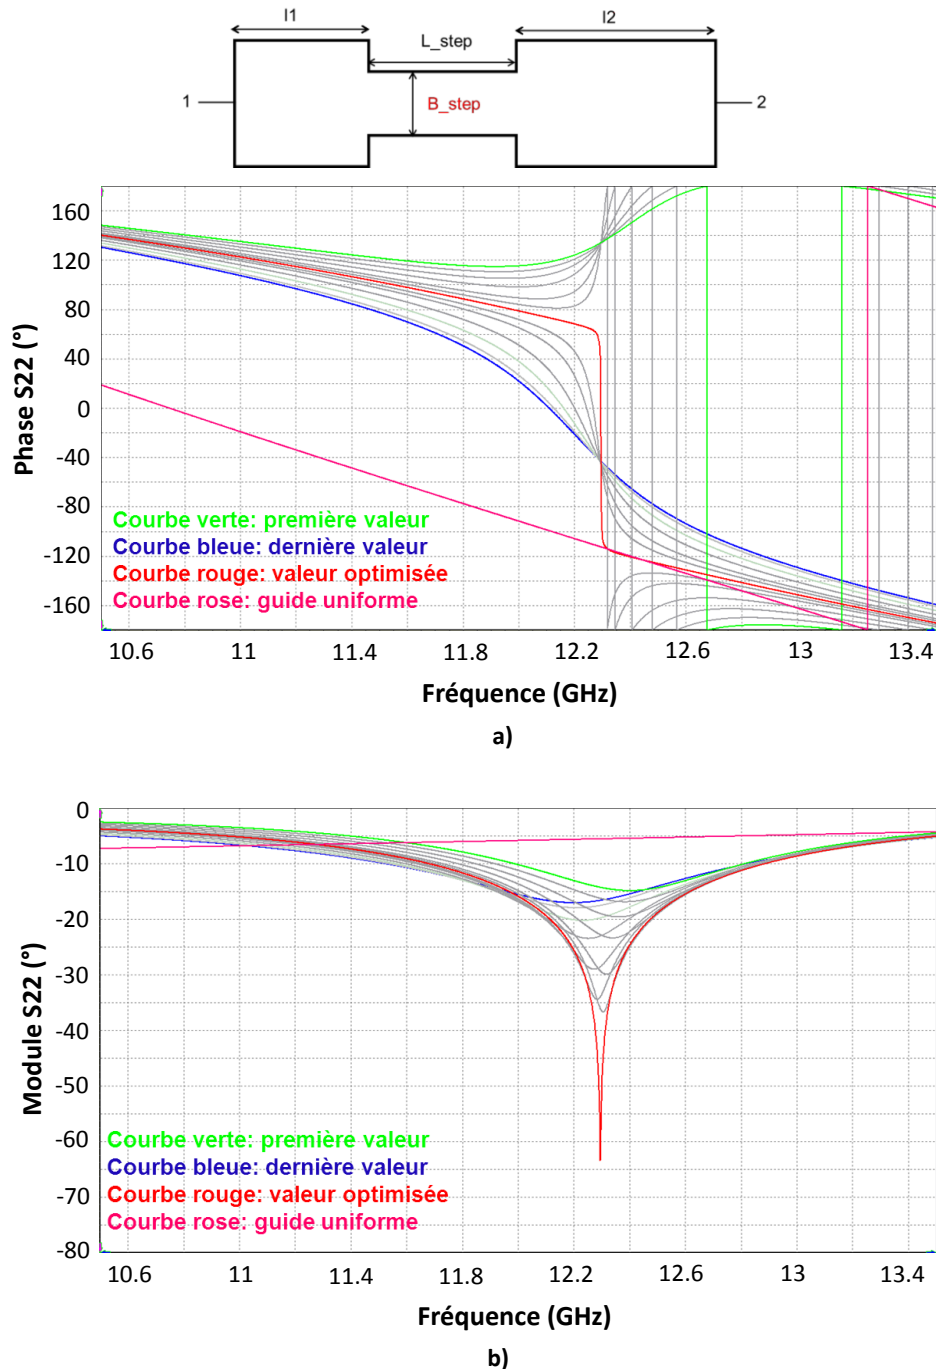 l1
l2
L_step
1
B_step
2
Phase S22 (°)
160
120
80
40
0
-40
-80
-120
-160
Courbe verte: première valeur
Courbe bleue: dernière valeur
Courbe rouge: valeur optimisée
Courbe rose: guide uniforme
10.6 11 11.4 11.8 12.2 12.6 13 13.4
Fréquence (GHz)
a)
Module S22 (°)
0
-10
-20
-30
-40
-50
-60
-70
-80
Courbe verte: première valeur
Courbe bleue: dernière valeur
Courbe rouge: valeur optimisée
Courbe rose: guide uniforme
10.6 11 11.4 11.8 12.2 12.6 13 13.4
Fréquence (GHz)
b)